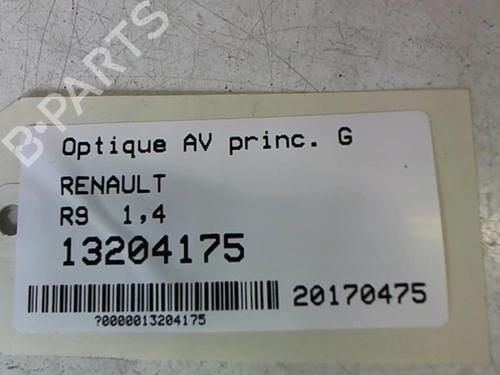 B-PARTS
Optique AV princ. G
RENAULT
R9 1,4
13204175
20170475
?0000013204175